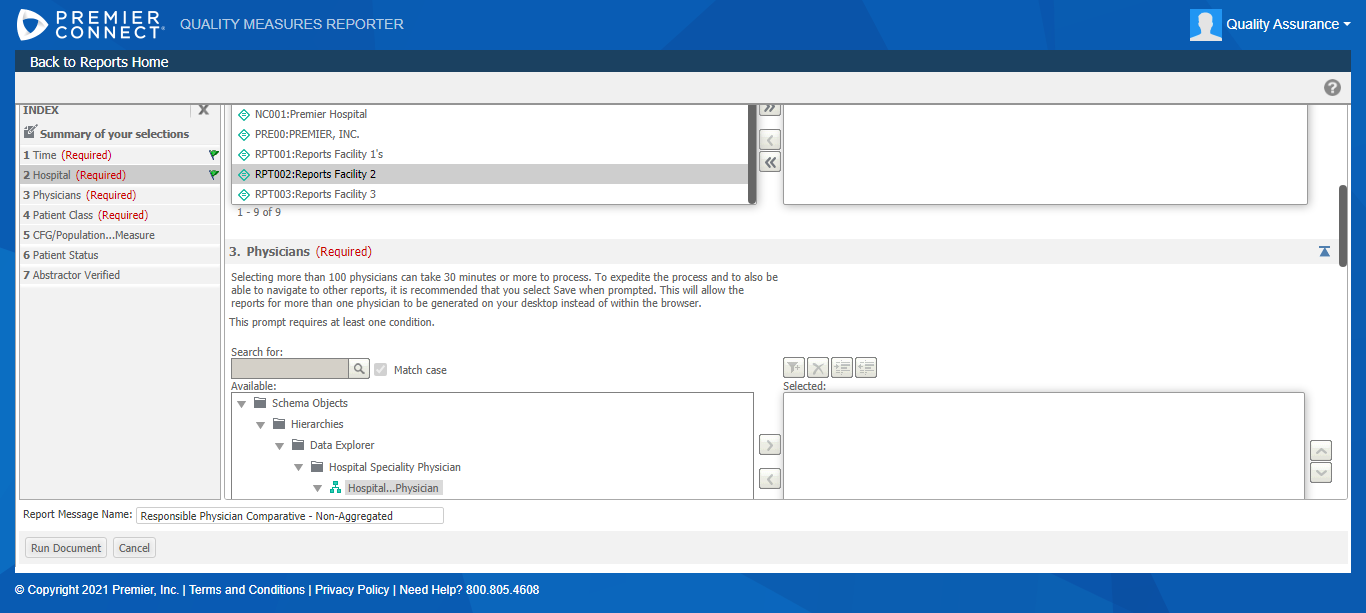 PREMIER
CONNECT
QUALITY MEASURES REPORTER
Quality Assurance
Back to Reports Home
?
INDEX
X
Summary of your selections
1 Time (Required)
2 Hospital (Required)
3 Physicians (Required)
4 Patient Class (Required)
5 CFG/Population...Measure
6 Patient Status
7 Abstractor Verified
NC001:Premier Hospital
PRE00:PREMIER, INC.
RPT001:Reports Facility 1's
RPT002:Reports Facility 2
RPT003:Reports Facility 3
1 - 9 of 9
3. Physicians (Required)
Selecting more than 100 physicians can take 30 minutes or more to process. To expedite the process and to also be
able to navigate to other reports, it is recommended that you select Save when prompted. This will allow the
reports for more than one physician to be generated on your desktop instead of within the browser.
This prompt requires at least one condition.
Search for:
Match case
Available:
Schema Objects
Hierarchies
Data Explorer
Hospital Speciality Physician
Hospital...Physician
Selected:
Report Message Name: Responsible Physician Comparative - Non-Aggregated
Run Document Cancel
© Copyright 2021 Premier, Inc. | Terms and Conditions | Privacy Policy | Need Help? 800.805.4608